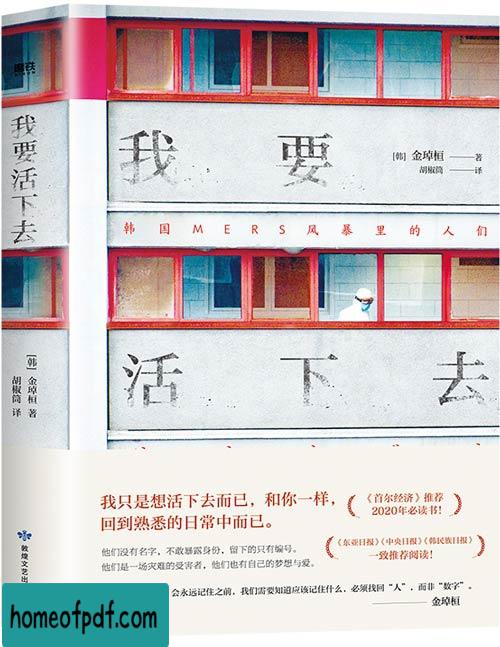 我要
[韩] 金琸桓——著
胡椒筒——译
韩国MERS风暴里的人们
活下去
我只是想活下去而已，和你一样，
回到熟悉的日常中而已。
《首尔经济》推荐
2020年必读书！
他们没有名字，不敢暴露身份，留下的只有编号。
他们是一场灾难的受害者，他们也有自己的梦想与爱。
《东亚日报》《中央日报》《韩民族日报》
一致推荐阅读！
会永远记住之前，我们需要知道应该记住什么，必须找回“人”，而非“数字”。
——金琸桓
我要活下去
[韩] 金琸桓 著
胡椒筒 译
敦煌文艺出
homeofpdf.com